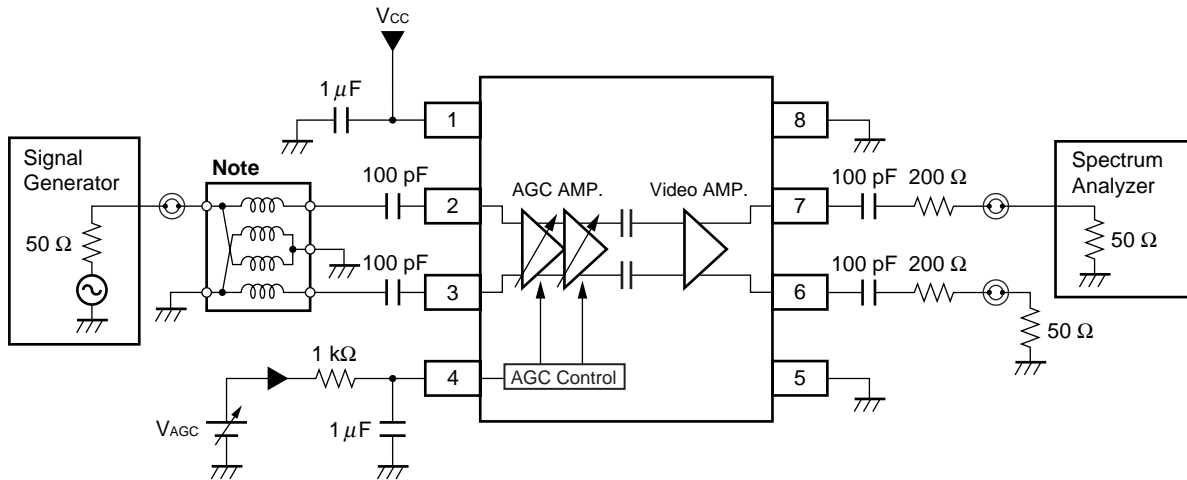 VCC
1 μF
1
8
Signal
Generator
Note
Spectrum
Analyzer
100 pF
2
AGC AMP.
Video AMP.
7
100 pF
200 Ω
50 Ω
50 Ω
100 pF
3
6
100 pF
200 Ω
50 Ω
1 kΩ
4
AGC Control
5
VAGC
1 μF